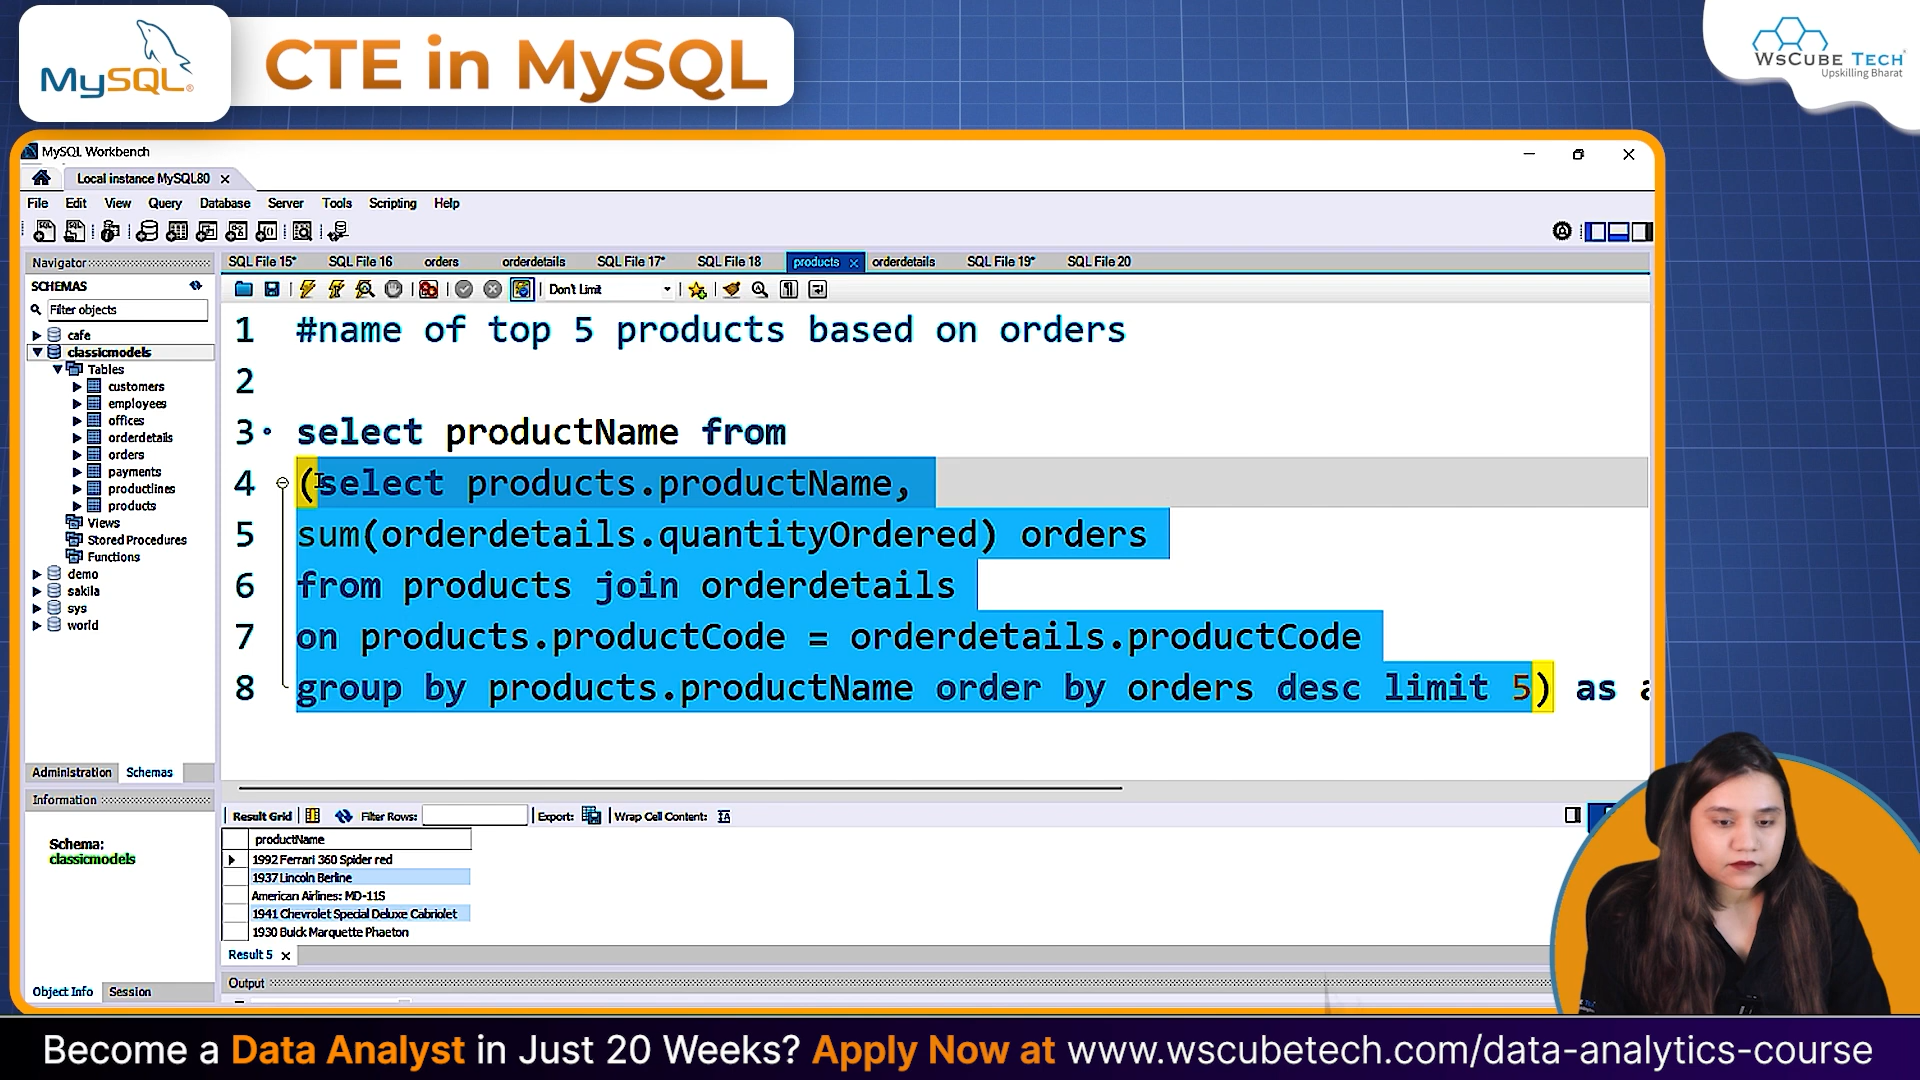 MySQL®
CTE in MySQL
WsCube Tech
Upskilling Bharat
MySQL Workbench
Local instance MySQL80
File Edit View Query Database Server Tools Scripting Help
Navigator
SQL File 15* SQL File 16 orders orderdetails SQL File 17* SQL File 18 products orderdetails SQL File 19* SQL File 20
SCHEMAS
Don't Limit
Filter objects
cafe
classicmodels
Tables
customers
employees
offices
orderdetails
orders
payments
productlines
products
Views
Stored Procedures
Functions
demo
sakila
sys
world
1 #name of top 5 products based on orders
2
3 select productName from
4 (select products.productName,
5 sum(orderdetails.quantityOrdered) orders
6 from products join orderdetails
7 on products.productCode = orderdetails.productCode
8 group by products.productName order by orders desc limit 5) as
Administration Schemas
Information
Schema:
classicmodels
Object Info Session
Result Grid Filter Rows: Export: Wrap Cell Content:
productName
1992 Ferrari 360 Spider red
1937 Lincoln Berline
American Airlines: MD-11S
1941 Chevrolet Special Deluxe Cabriolet
1930 Buick Marquette Phaeton
Result 5
Output
Become a Data Analyst in Just 20 Weeks? Apply Now at www.wscubetech.com/data-analytics-course